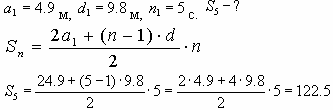 a₁ = 4.9 м, d₁ = 9.8 м, n₁ = 5 с. S₅ – ?
Sₙ = (2a₁ + (n – 1) · d) / 2 · n
S₅ = (24.9 + (5 – 1) · 9.8) / 2 · 5 = (2 · 4.9 + 4 · 9.8) / 2 · 5 = 122.5